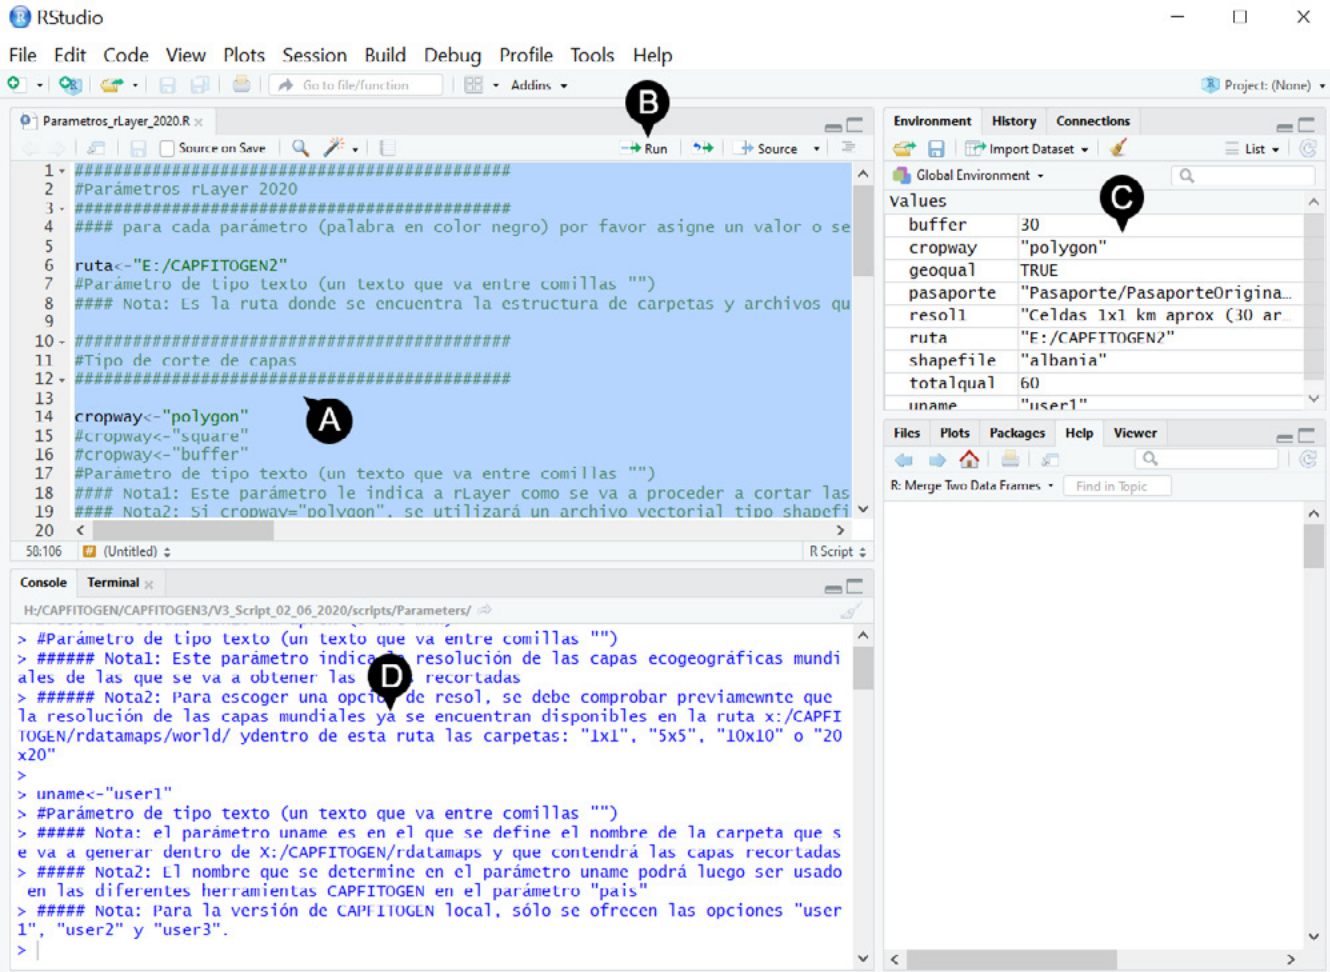 RStudio
File Edit Code View Plots Session Build Debug Profile Tools Help
Go to file/function Addins Project: (None)
B
Parametros_rLayer_2020.R
Source on Save Run Source
1 ############################################
2 #Parámetros rLayer 2020
3 ############################################
4 #### para cada parámetro (palabra en color negro) por favor asigne un valor o se
5
6 ruta<-"E:/CAPFITOGEN2"
7 #Parámetro de tipo texto (un texto que va entre comillas "")
8 #### Nota: Es la ruta donde se encuentra la estructura de carpetas y archivos qu
9
10 ############################################
11 #Tipo de corte de capas
12 ############################################
13
14 cropway<-"polygon"
A
15 #cropway<-"square"
16 #cropway<-"buffer"
17 #Parámetro de tipo texto (un texto que va entre comillas "")
18 #### Nota1: Este parámetro le indica a rLayer como se va a proceder a cortar las
19 #### Nota2: Si cropway="polygon", se utilizará un archivo vectorial tipo shapefi
20
58:106 # (Untitled) R Script
Console Terminal
H:/CAPFITOGEN/CAPFITOGEN3/V3_Script_02_06_2020/scripts/Parameters/
> #Parámetro de tipo texto (un texto que va entre comillas "")
> ###### Nota1: Este parámetro indica la resolución de las capas ecogeográficas mundi
ales de las que se va a obtener las recortadas
D
> ###### Nota2: Para escoger una opción de resol, se debe comprobar previamewnte que
la resolución de las capas mundiales ya se encuentran disponibles en la ruta x:/CAPFI
TOGEN/rdatamaps/world/ ydentro de esta ruta las carpetas: "1x1", "5x5", "10x10" o "20
x20"
>
> uname<-"user1"
> #Parámetro de tipo texto (un texto que va entre comillas "")
> ##### Nota: el parámetro uname es en el que se define el nombre de la carpeta que s
e va a generar dentro de X:/CAPFITOGEN/rdatamaps y que contendrá las capas recortadas
> ##### Nota2: El nombre que se determine en el parámetro uname podrá luego ser usado
en las diferentes herramientas CAPFITOGEN en el parámetro "pais"
> ##### Nota: Para la versión de CAPFITOGEN local, sólo se ofrecen las opciones "user
1", "user2" y "user3".
>
Environment History Connections
Import Dataset List
Global Environment
Values
C
buffer 30
cropway "polygon"
geoqual TRUE
pasaporte "Pasaporte/PasaporteOrigina…
resol1 "Celdas 1x1 km aprox (30 ar…
ruta "E:/CAPFITOGEN2"
shapefile "albania"
totalqual 60
uname "user1"
Files Plots Packages Help Viewer
R: Merge Two Data Frames Find in Topic